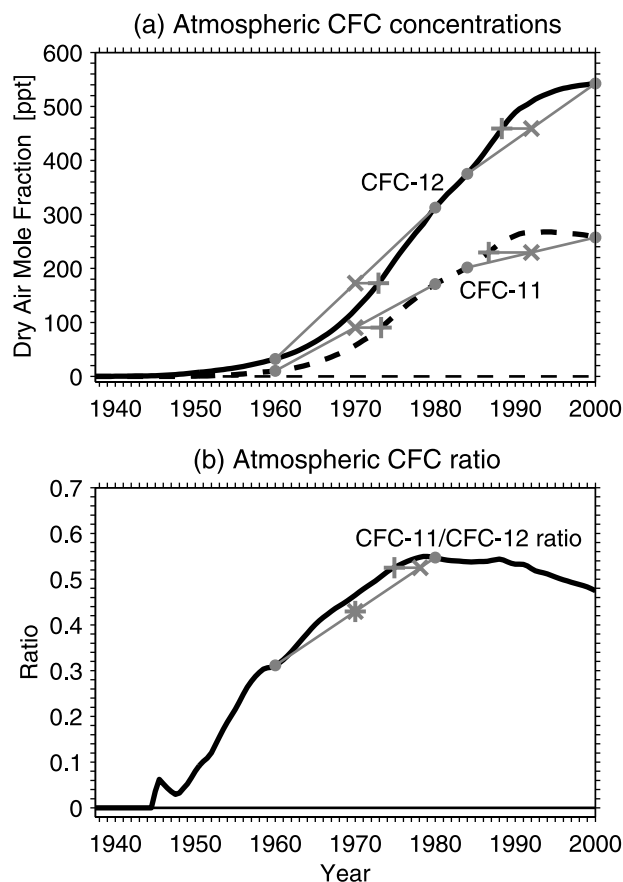 (a) Atmospheric CFC concentrations
Dry Air Mole Fraction [ppt]
600
500
400
300
200
100
0
CFC-12
CFC-11
1940 1950 1960 1970 1980 1990 2000
(b) Atmospheric CFC ratio
Ratio
0.7
0.6
0.5
0.4
0.3
0.2
0.1
0
CFC-11/CFC-12 ratio
1940 1950 1960 1970 1980 1990 2000
Year